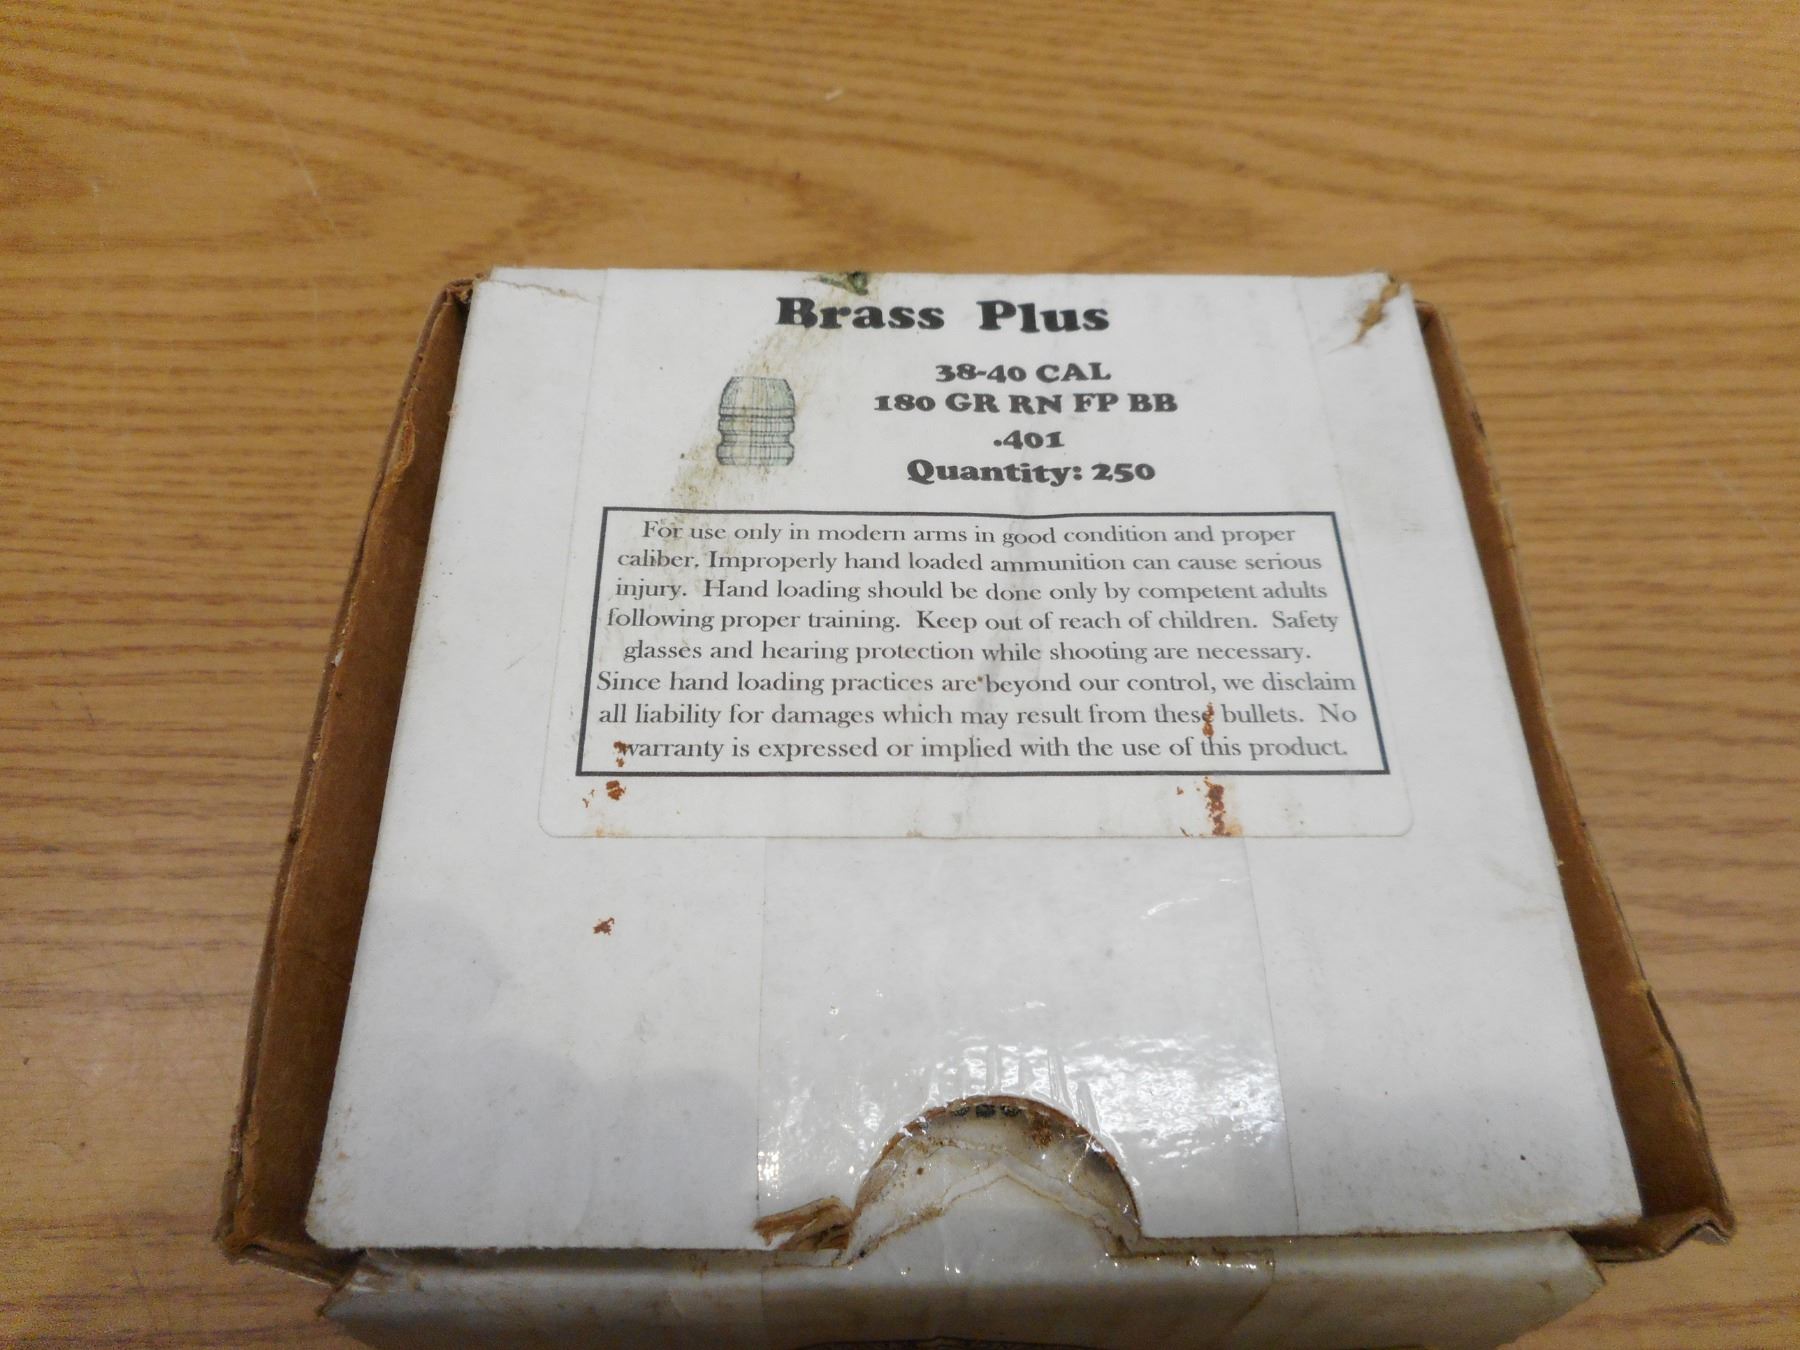 Brass Plus
38-40 CAL
180 GR RN FP BB
.401
Quantity: 250
For use only in modern arms in good condition and proper
caliber. Improperly hand loaded ammunition can cause serious
injury. Hand loading should be done only by competent adults
following proper training. Keep out of reach of children. Safety
glasses and hearing protection while shooting are necessary.
Since hand loading practices are beyond our control, we disclaim
all liability for damages which may result from these bullets. No
warranty is expressed or implied with the use of this product.